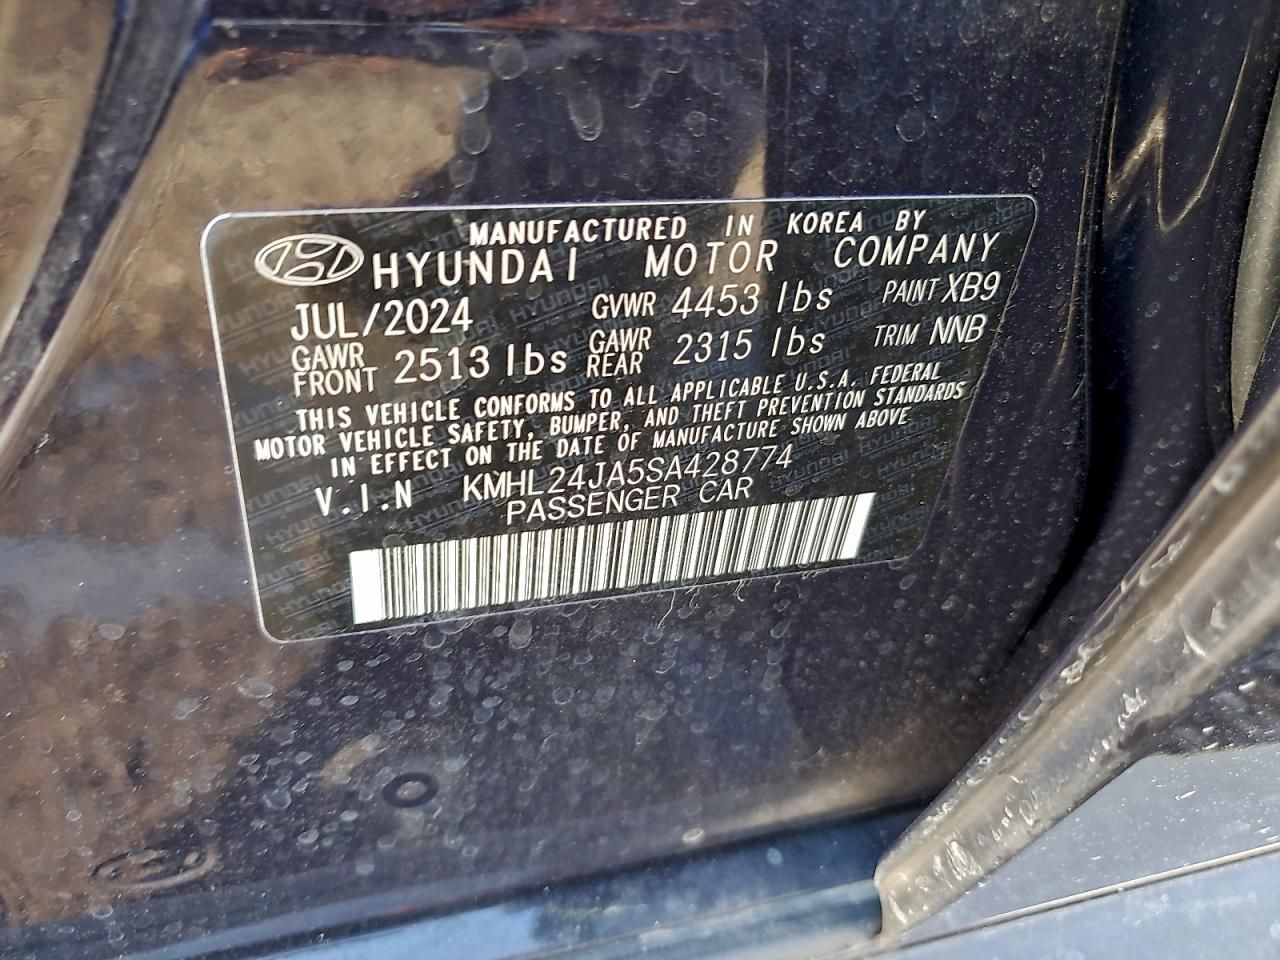 MANUFACTURED IN KOREA BY
HYUNDAI MOTOR COMPANY
JUL/2024 GVWR 4453 lbs PAINT XB9
GAWR FRONT 2513 lbs GAWR REAR 2315 lbs TRIM NNB
THIS VEHICLE CONFORMS TO ALL APPLICABLE U.S.A. FEDERAL
MOTOR VEHICLE SAFETY, BUMPER, AND THEFT PREVENTION STANDARDS
IN EFFECT ON THE DATE OF MANUFACTURE SHOWN ABOVE
V.I.N KMHL24JA5SA428774
PASSENGER CAR